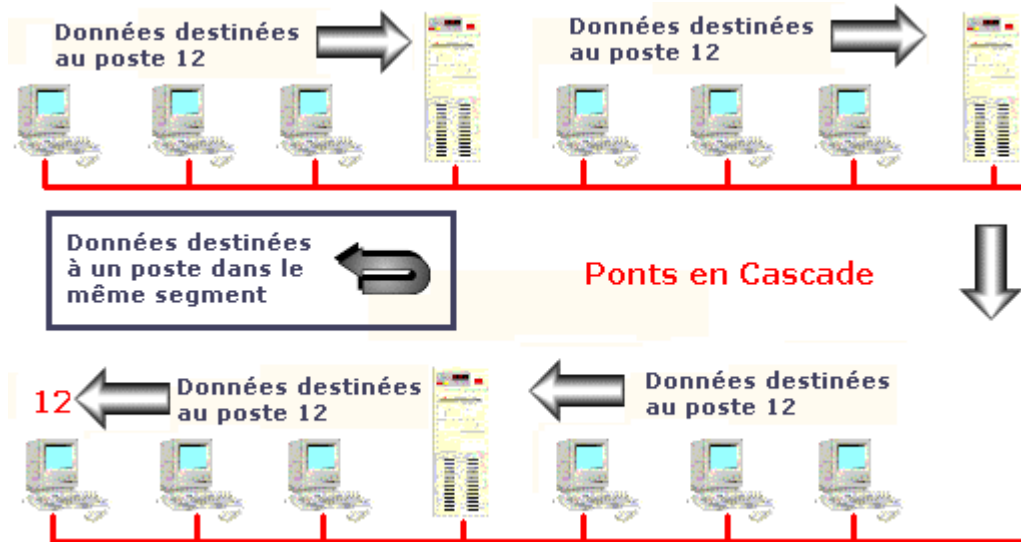 Données destinées
au poste 12
Données destinées
au poste 12
Données destinées
à un poste dans le
même segment
Ponts en Cascade
12
Données destinées
au poste 12
Données destinées
au poste 12